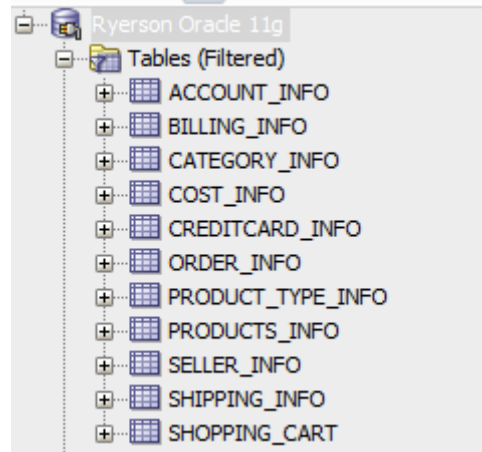 Ryerson Oracle 11g
Tables (Filtered)
ACCOUNT_INFO
BILLING_INFO
CATEGORY_INFO
COST_INFO
CREDITCARD_INFO
ORDER_INFO
PRODUCT_TYPE_INFO
PRODUCTS_INFO
SELLER_INFO
SHIPPING_INFO
SHOPPING_CART